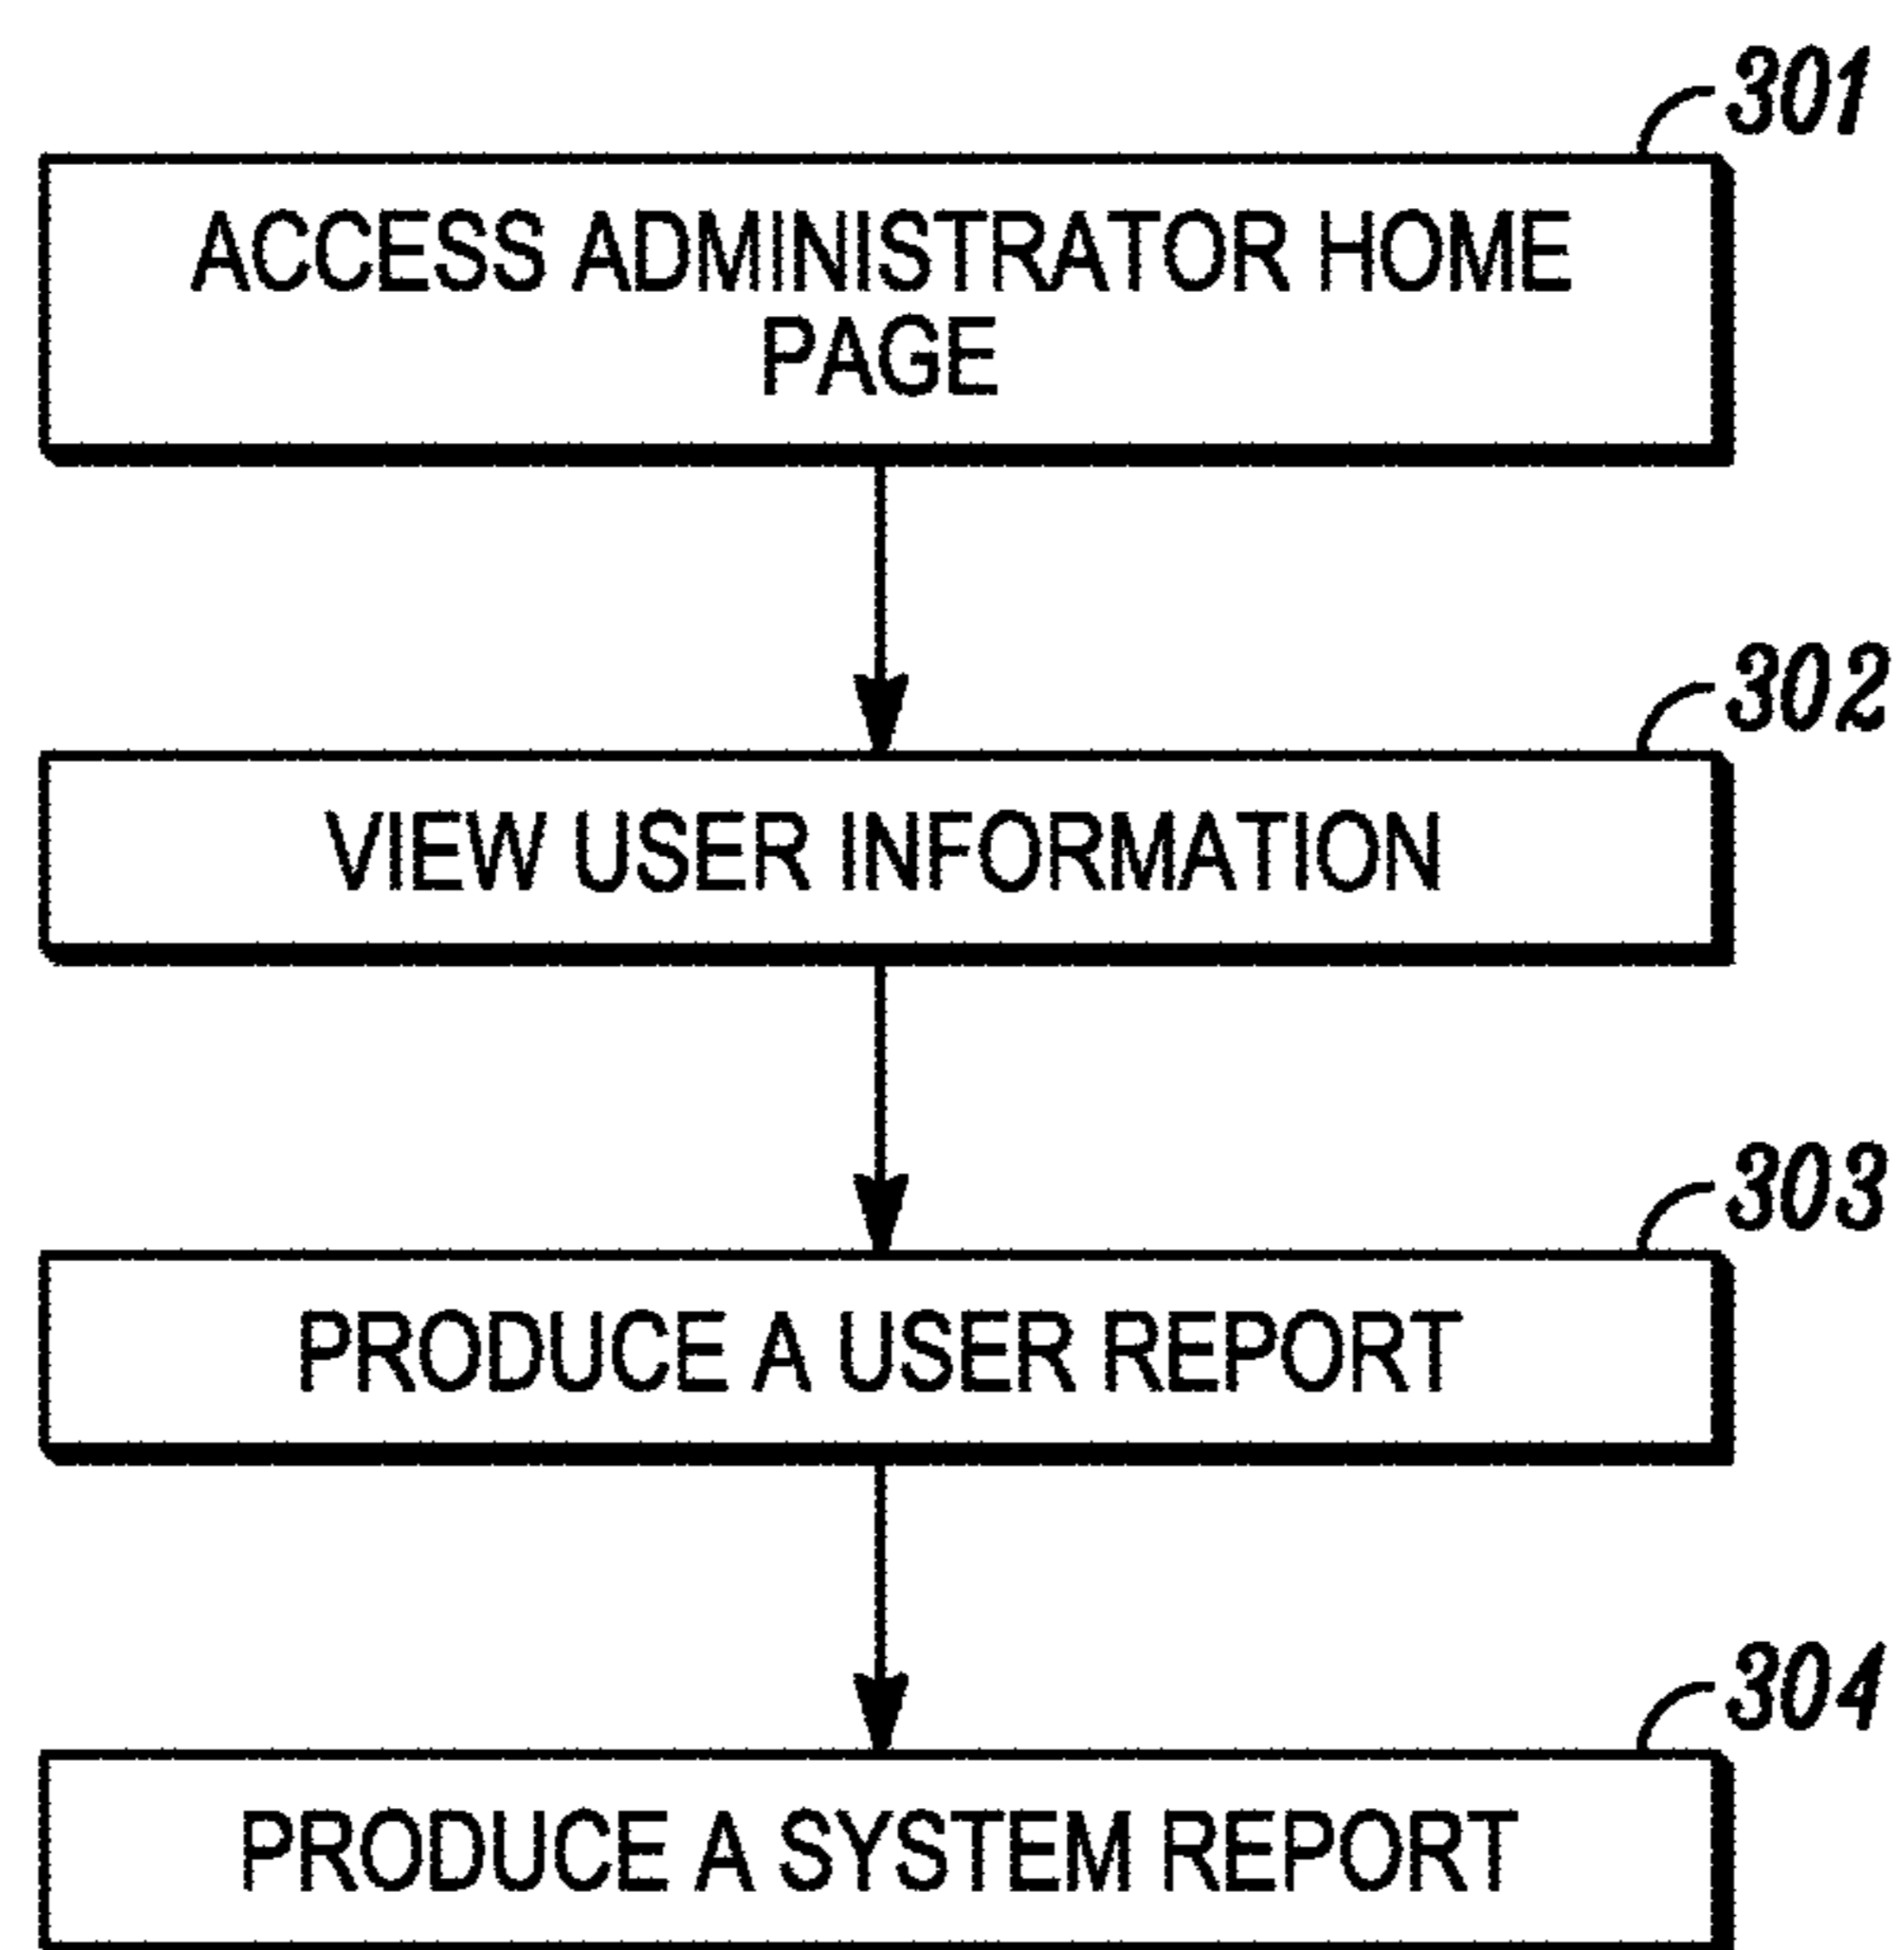 301
ACCESS ADMINISTRATOR HOME
PAGE
302
VIEW USER INFORMATION
303
PRODUCE A USER REPORT
304
PRODUCE A SYSTEM REPORT